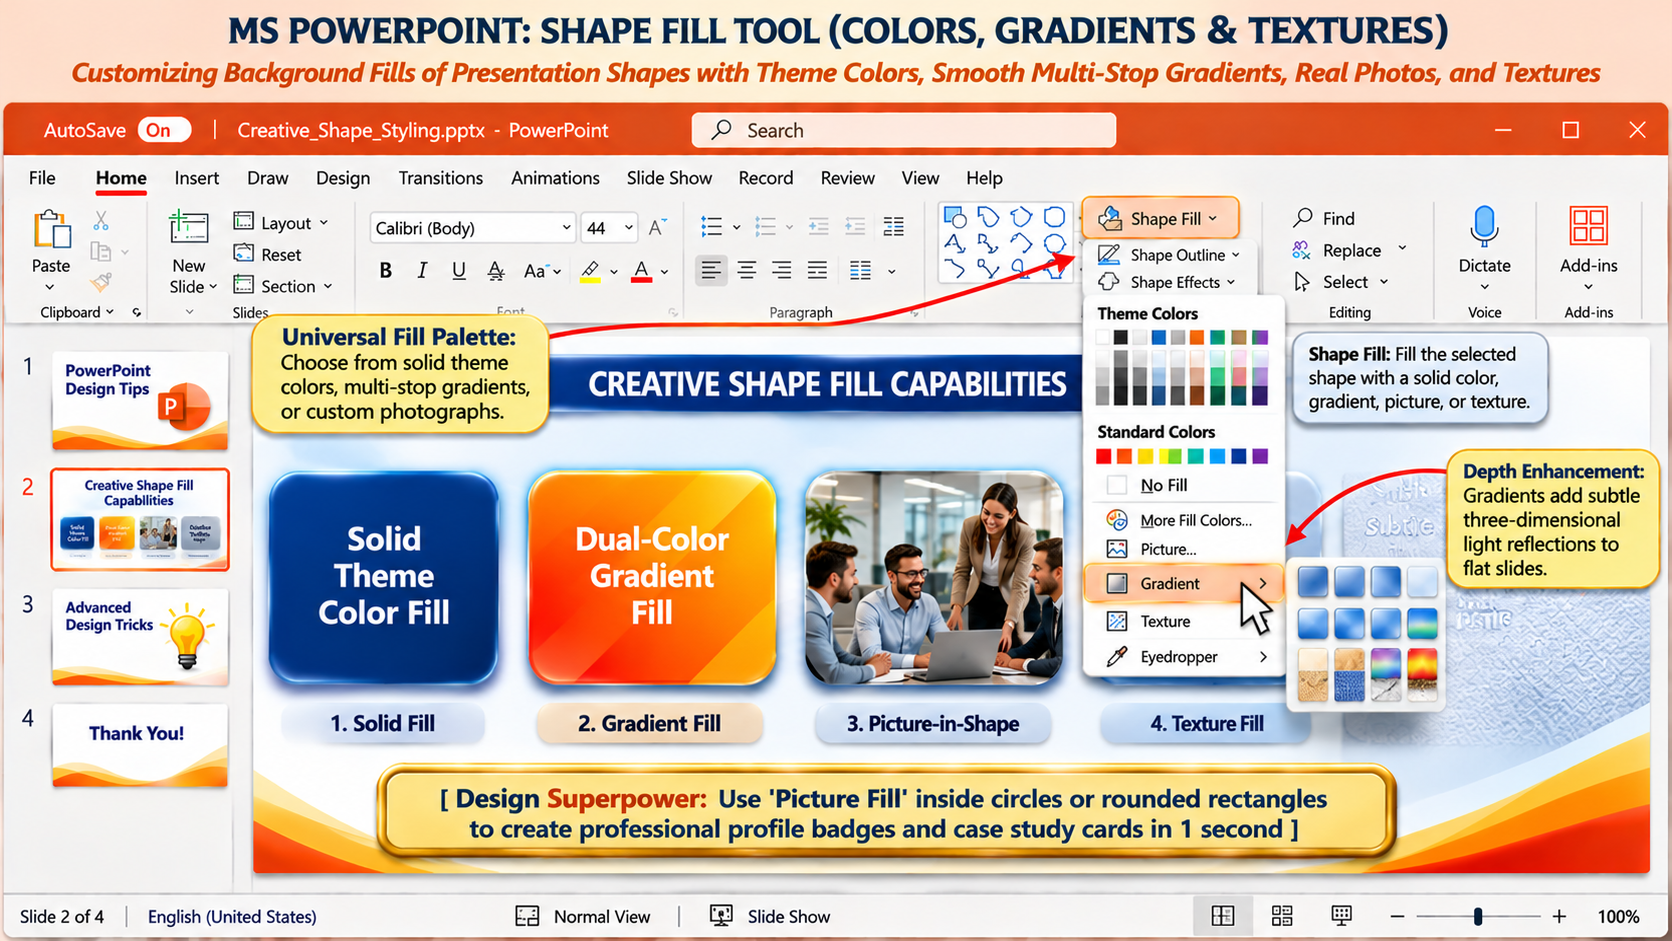 MS POWERPOINT: SHAPE FILL TOOL (COLORS, GRADIENTS & TEXTURES)
Customizing Background Fills of Presentation Shapes with Theme Colors, Smooth Multi-Stop Gradients, Real Photos, and Textures
AutoSave On | Creative_Shape_Styling.pptx - PowerPoint
Search
File Home Insert Draw Design Transitions Animations Slide Show Record Review View Help
Paste
Clipboard
New
Slide
Layout
Reset
Section
Slides
Calibri (Body) 44
B I U A Aa A
Font
Paragraph
Shape Fill
Shape Outline
Shape Effects
Find
Replace
Select
Editing
Dictate
Voice
Add-ins
Add-ins
Theme Colors
Standard Colors
No Fill
More Fill Colors...
Picture...
Gradient
Texture
Eyedropper
Universal Fill Palette:
Choose from solid theme
colors, multi-stop gradients,
or custom photographs.
Shape Fill: Fill the selected
shape with a solid color,
gradient, picture, or texture.
Depth Enhancement:
Gradients add subtle
three-dimensional
light reflections to
flat slides.
1
PowerPoint
Design Tips
P
2
Creative Shape Fill
Capabilities
3
Advanced
Design Tricks
4
Thank You!
CREATIVE SHAPE FILL CAPABILITIES
Solid
Theme
Color Fill
Dual-Color
Gradient
Fill
Subtle
1. Solid Fill
2. Gradient Fill
3. Picture-in-Shape
4. Texture Fill
[ Design Superpower: Use 'Picture Fill' inside circles or rounded rectangles
to create professional profile badges and case study cards in 1 second ]
Slide 2 of 4
English (United States)
Normal View
Slide Show
100%